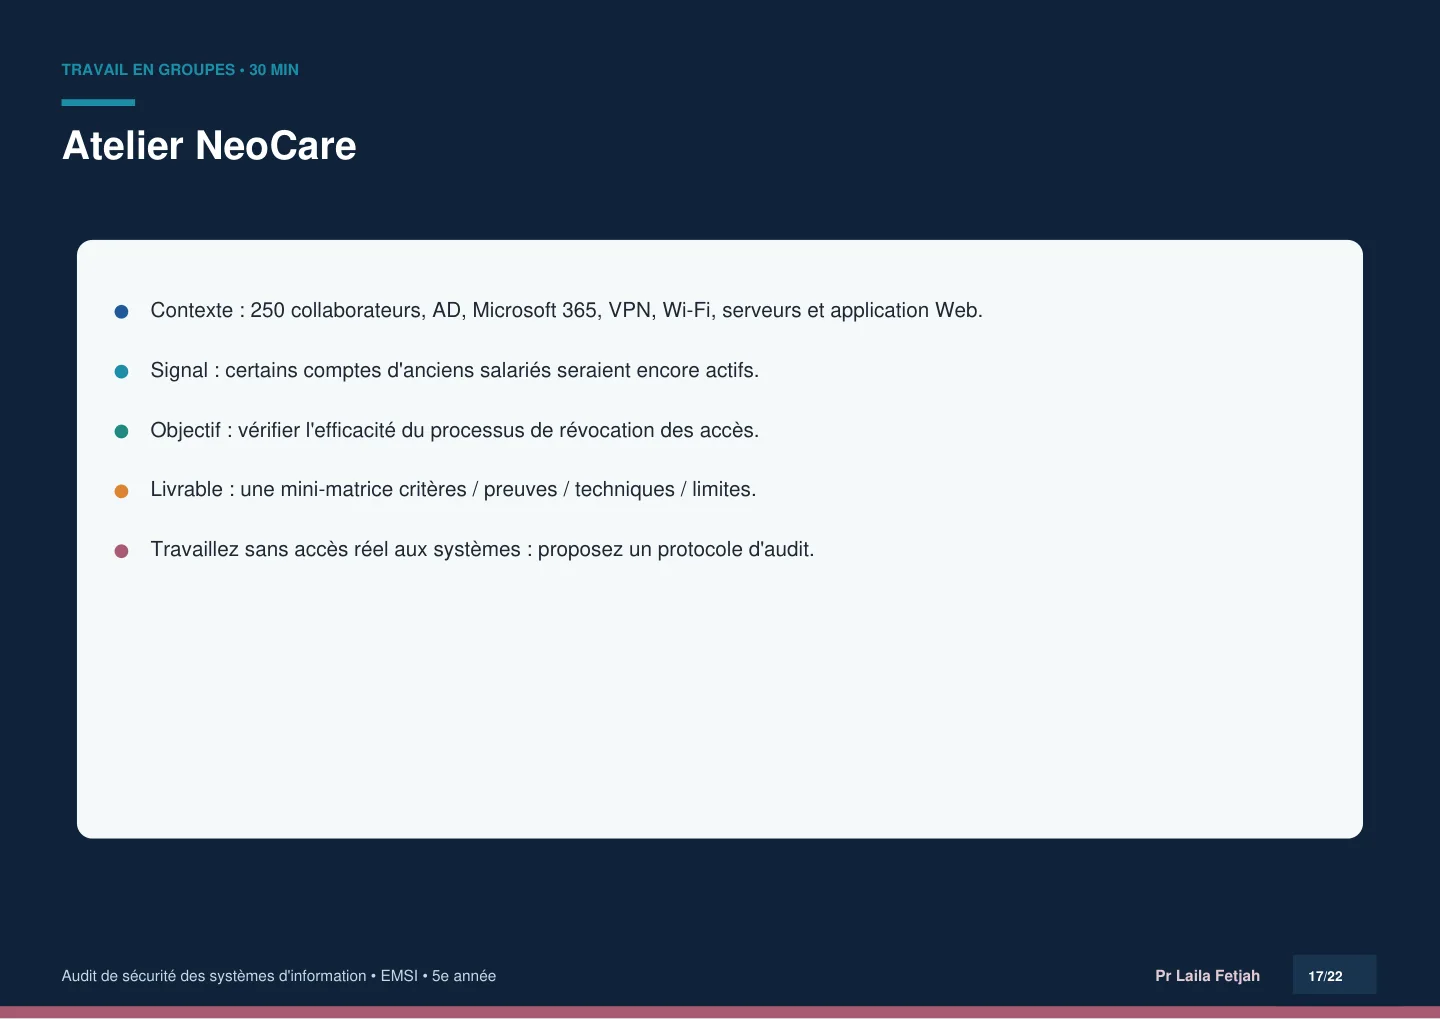 TRAVAIL EN GROUPES • 30 MIN
Atelier NeoCare
Contexte : 250 collaborateurs, AD, Microsoft 365, VPN, Wi-Fi, serveurs et application Web.
Signal : certains comptes d'anciens salariés seraient encore actifs.
Objectif : vérifier l'efficacité du processus de révocation des accès.
Livrable : une mini-matrice critères / preuves / techniques / limites.
Travaillez sans accès réel aux systèmes : proposez un protocole d'audit.
Audit de sécurité des systèmes d'information • EMSI • 5e année
Pr Laila Fetjah
17/22